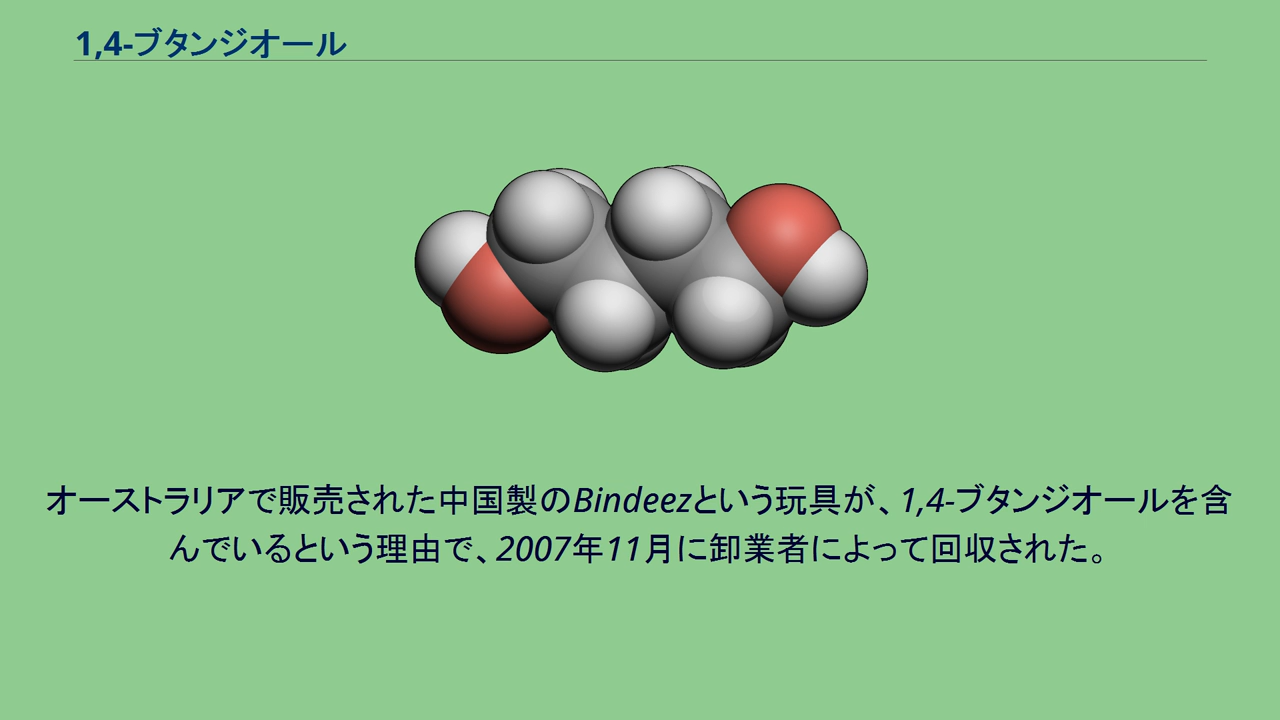 1,4-ブタンジオール
オーストラリアで販売された中国製のBindeezという玩具が、1,4-ブタンジオールを含
んでいるという理由で、2007年11月に卸業者によって回収された。